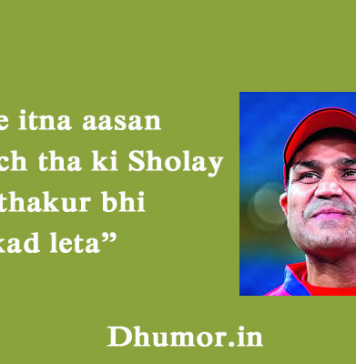 e itna aasan
ch tha ki Sholay
thakur bhi
kad leta”
Dhumor.in